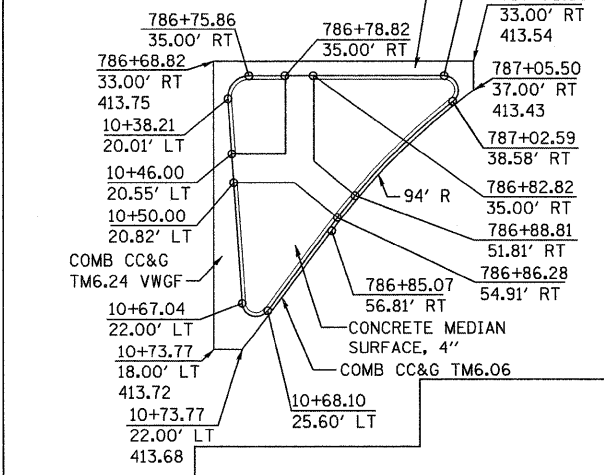 33.00' RT
413.54
786+75.86
35.00' RT
786+78.82
35.00' RT
786+68.82
33.00' RT
413.75
787+05.50
37.00' RT
413.43
10+38.21
20.01' LT
787+02.59
38.58' RT
10+46.00
20.55' LT
94' R
786+82.82
35.00' RT
10+50.00
20.82' LT
786+88.81
51.81' RT
COMB CC&G
TM6.24 VWGF
786+86.28
54.91' RT
786+85.07
56.81' RT
10+67.04
22.00' LT
CONCRETE MEDIAN
SURFACE, 4"
10+73.77
18.00' LT
413.72
COMB CC&G TM6.06
10+68.10
25.60' LT
10+73.77
22.00' LT
413.68